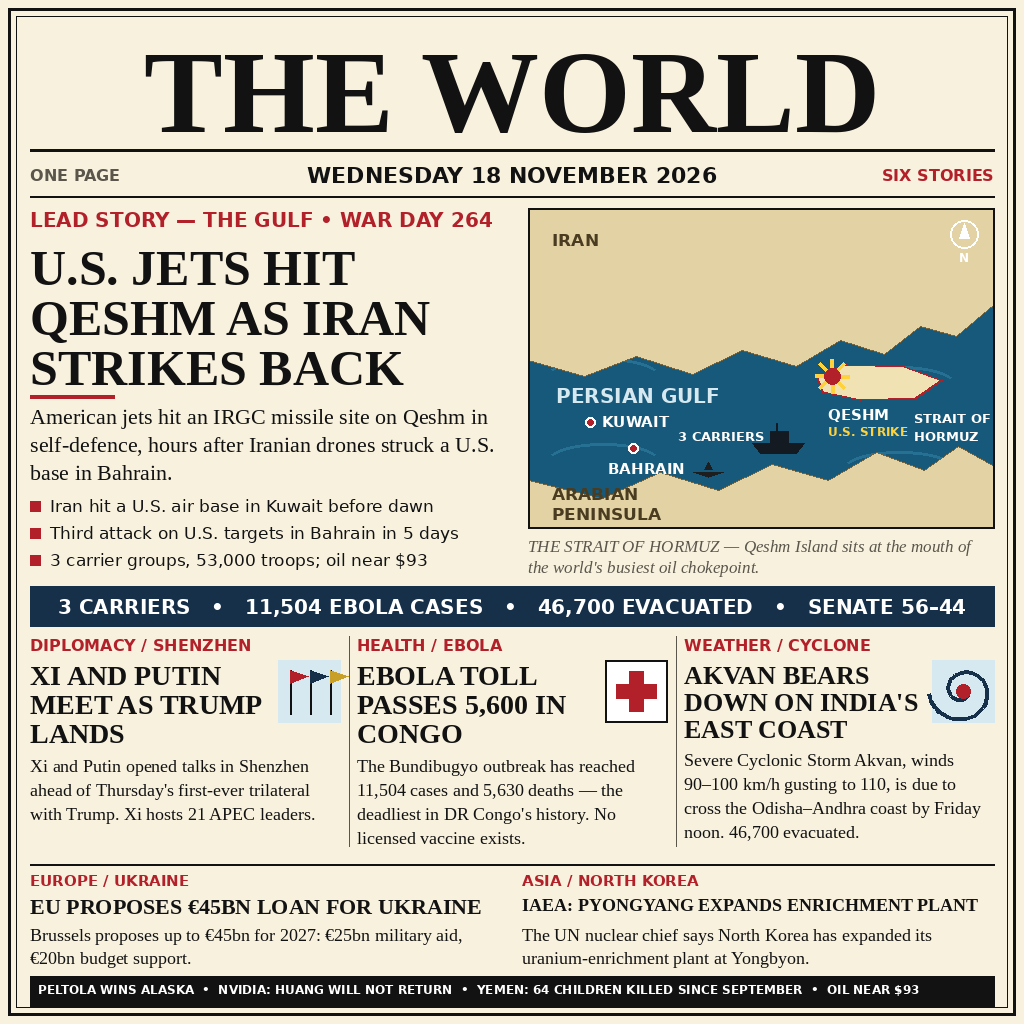 THE WORLD
ONE PAGE
WEDNESDAY 18 NOVEMBER 2026
SIX STORIES
LEAD STORY — THE GULF • WAR DAY 264
U.S. JETS HIT
QESHM AS IRAN
STRIKES BACK
American jets hit an IRGC missile site on Qeshm in
self-defence, hours after Iranian drones struck a U.S.
base in Bahrain.
Iran hit a U.S. air base in Kuwait before dawn
Third attack on U.S. targets in Bahrain in 5 days
3 carrier groups, 53,000 troops; oil near $93
IRAN
N
PERSIAN GULF
KUWAIT
3 CARRIERS
BAHRAIN
QESHM
U.S. STRIKE
STRAIT OF
HORMUZ
ARABIAN
PENINSULA
THE STRAIT OF HORMUZ — Qeshm Island sits at the mouth of
the world's busiest oil chokepoint.
3 CARRIERS • 11,504 EBOLA CASES • 46,700 EVACUATED • SENATE 56–44
DIPLOMACY / SHENZHEN
XI AND PUTIN
MEET AS TRUMP
LANDS
Xi and Putin opened talks in Shenzhen
ahead of Thursday's first-ever trilateral
with Trump. Xi hosts 21 APEC leaders.
HEALTH / EBOLA
EBOLA TOLL
PASSES 5,600 IN
CONGO
The Bundibugyo outbreak has reached
11,504 cases and 5,630 deaths — the
deadliest in DR Congo's history. No
licensed vaccine exists.
WEATHER / CYCLONE
AKVAN BEARS
DOWN ON INDIA'S
EAST COAST
Severe Cyclonic Storm Akvan, winds
90–100 km/h gusting to 110, is due to
cross the Odisha–Andhra coast by Friday
noon. 46,700 evacuated.
EUROPE / UKRAINE
EU PROPOSES €45BN LOAN FOR UKRAINE
Brussels proposes up to €45bn for 2027: €25bn military aid,
€20bn budget support.
ASIA / NORTH KOREA
IAEA: PYONGYANG EXPANDS ENRICHMENT PLANT
The UN nuclear chief says North Korea has expanded its
uranium-enrichment plant at Yongbyon.
PELTOLA WINS ALASKA • NVIDIA: HUANG WILL NOT RETURN • YEMEN: 64 CHILDREN KILLED SINCE SEPTEMBER • OIL NEAR $93